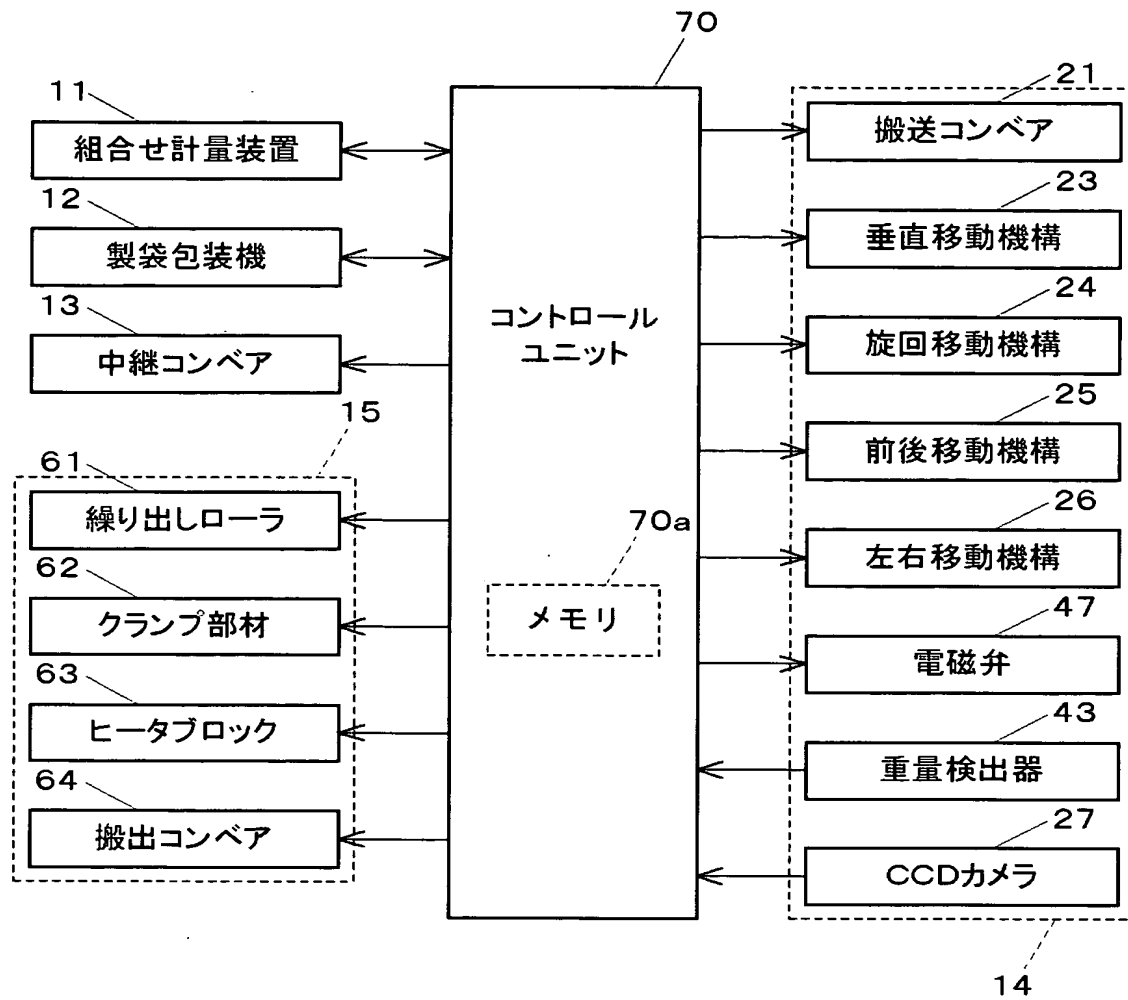 70
11
組合せ計量装置
12
製袋包装機
13
中継コンベア
15
61
繰り出しローラ
62
クランプ部材
63
ヒータブロック
64
搬出コンベア
コントロール
ユニット
70a
メモリ
21
搬送コンベア
23
垂直移動機構
24
旋回移動機構
25
前後移動機構
26
左右移動機構
47
電磁弁
43
重量検出器
27
CCDカメラ
14